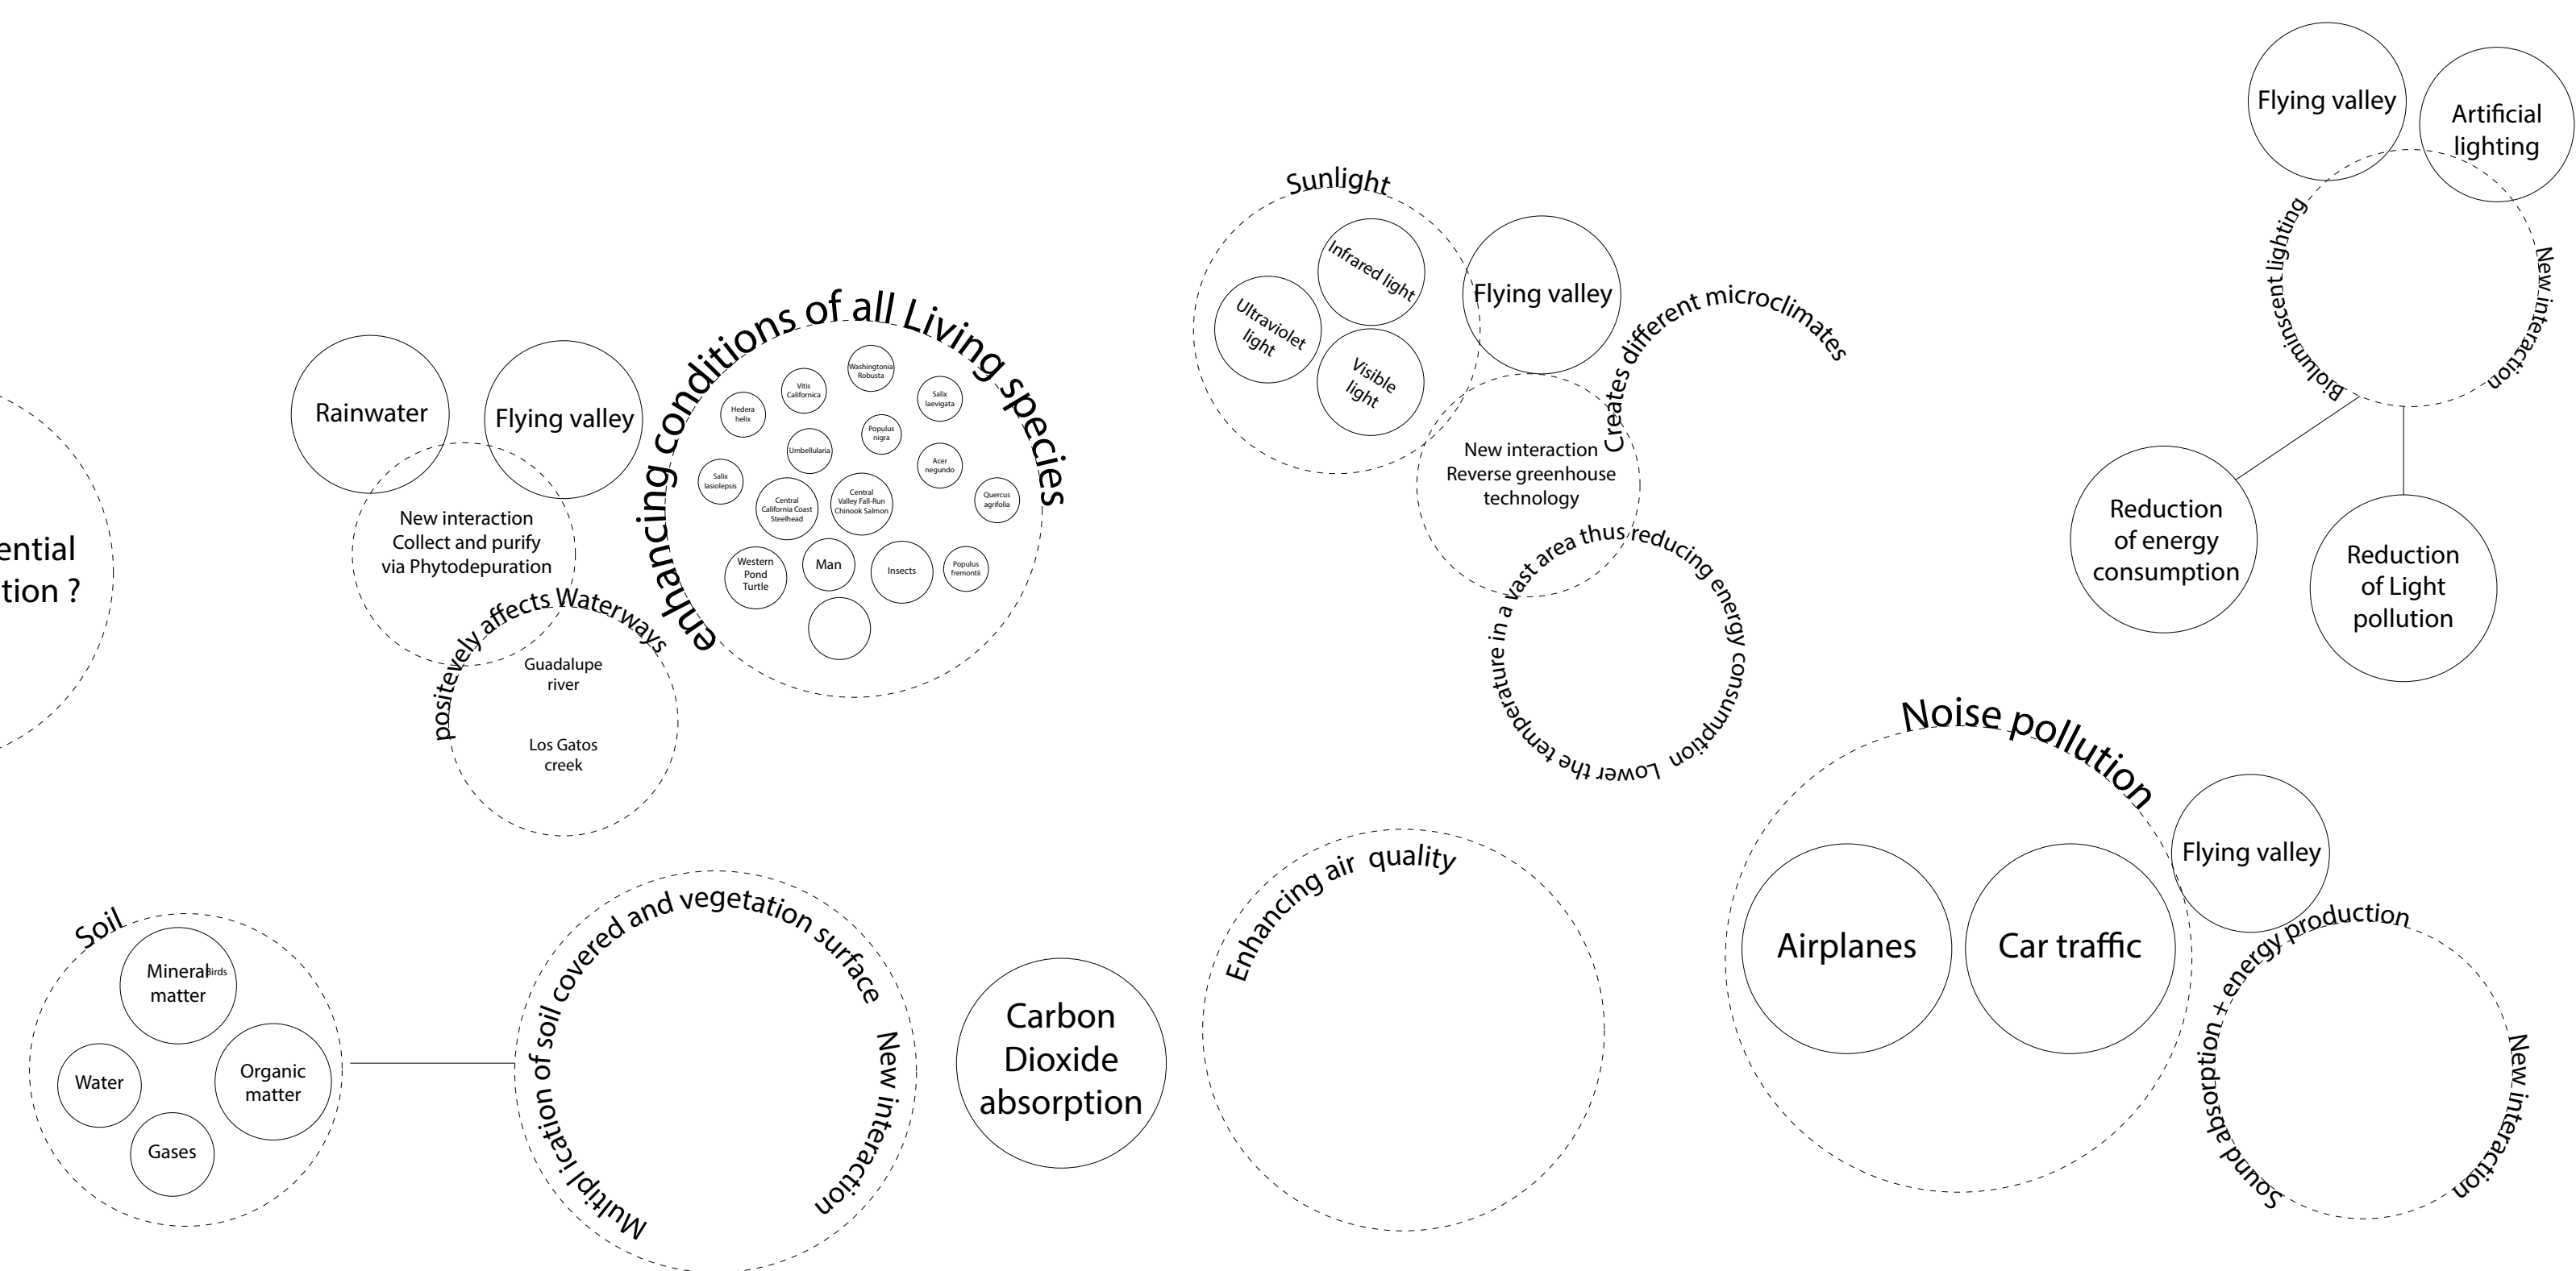 ential
tion ?
Rainwater
Flying valley
New interaction
Collect and purify
via Phytodepuration
positevely affects Waterways
Guadalupe
river
Los Gatos
creek
enhancing conditions of all Living species
Washingtonia
Robusta
Vitis
Californica
Salix
laevigata
Hedera
helix
Populus
nigra
Umbellularia
Acer
negundo
Salix
lasiolepsis
Central
California Coast
Steelhead
Central
Valley Fall-Run
Chinook Salmon
Quercus
agrifolia
Western
Pond
Turtle
Man
Insects
Populus
fremontii
Sunlight
Infrared light
Ultraviolet
light
Visible
light
Flying valley
Creates different microclimates
New interaction
Reverse greenhouse
technology
Lower the temperature in a vast area thus reducing energy consumption
Flying valley
Artificial
lighting
Bioluminscent lighting
New interaction
Reduction
of energy
consumption
Reduction
of Light
pollution
Soil
Mineral
matter
Birds
Water
Organic
matter
Gases
Multiplication of soil covered and vegetation surface
New interaction
Carbon
Dioxide
absorption
Enhancing air quality
Noise pollution
Airplanes
Car traffic
Flying valley
Sound absorption + energy production
New interaction